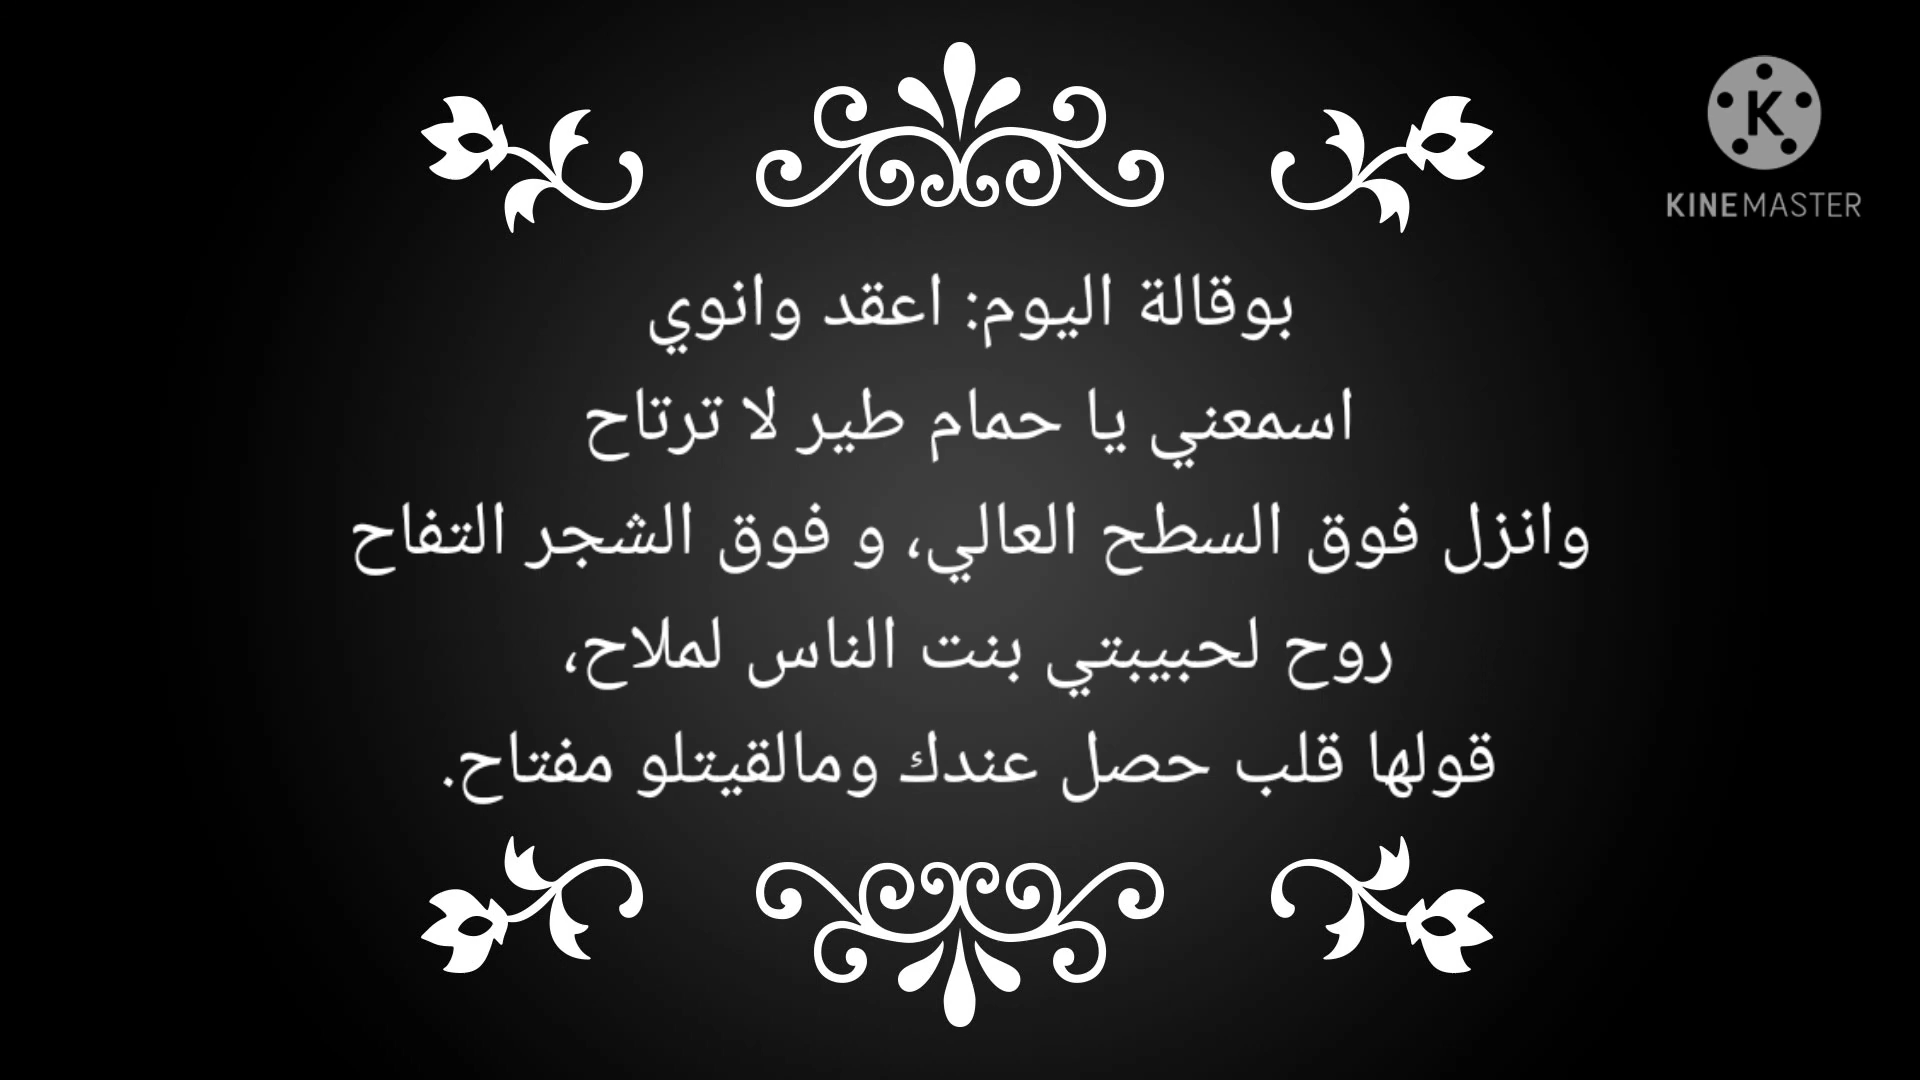 KINEMASTER
بوقالة اليوم: اعقد وانوي
اسمعني يا حمام طير لا ترتاح
وانزل فوق السطح العالي، و فوق الشجر التفاح
روح لحبيبتي بنت الناس لملاح،
قولها قلب حصل عندك ومالقيتلو مفتاح.